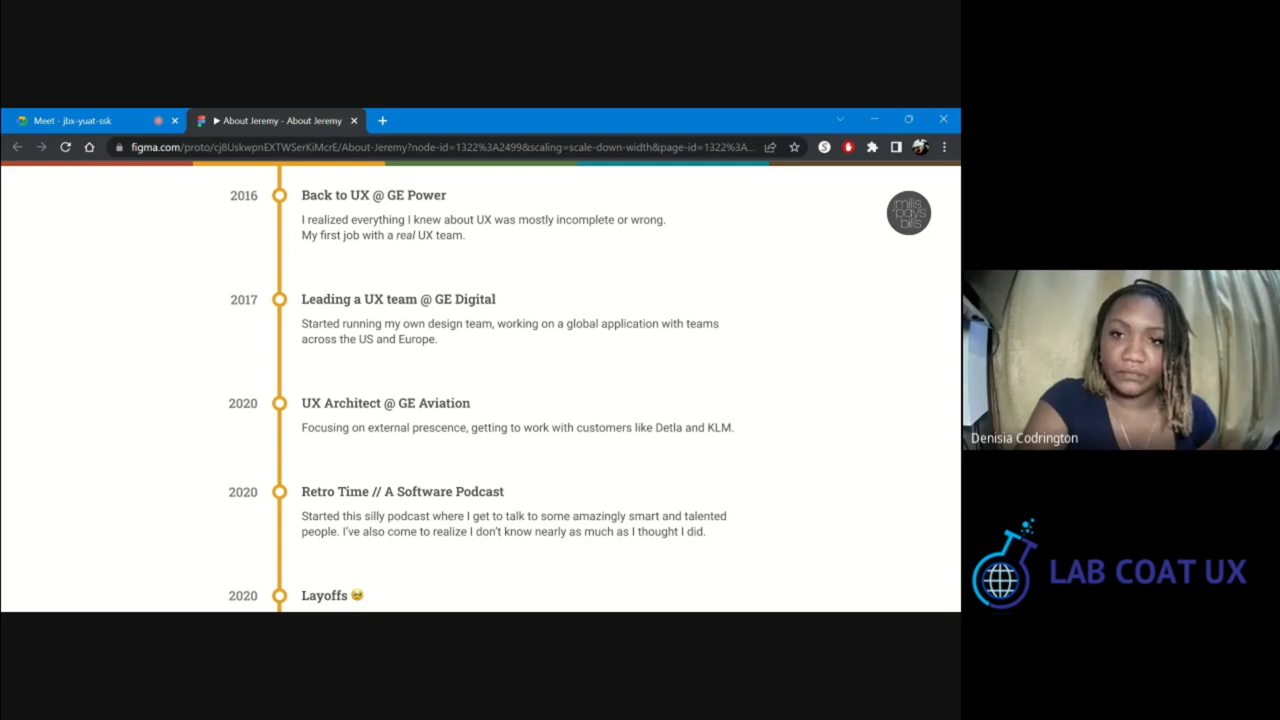 Meet - jbx-yuat-ssk
About Jeremy - About Jeremy
figma.com/proto/cj8UskwpnEXTWSerKiMcrE/About-Jeremy?node-id=1322%3A2499&scaling=scale-down-width&page-id=1322%3A...
2016
Back to UX @ GE Power
I realized everything I knew about UX was mostly incomplete or wrong.
My first job with a real UX team.
milis
pays
bills
2017
Leading a UX team @ GE Digital
Started running my own design team, working on a global application with teams
across the US and Europe.
2020
UX Architect @ GE Aviation
Focusing on external prescence, getting to work with customers like Detla and KLM.
2020
Retro Time // A Software Podcast
Started this silly podcast where I get to talk to some amazingly smart and talented
people. I've also come to realize I don't know nearly as much as I thought I did.
2020
Layoffs
Denisia Codrington
LAB COAT UX